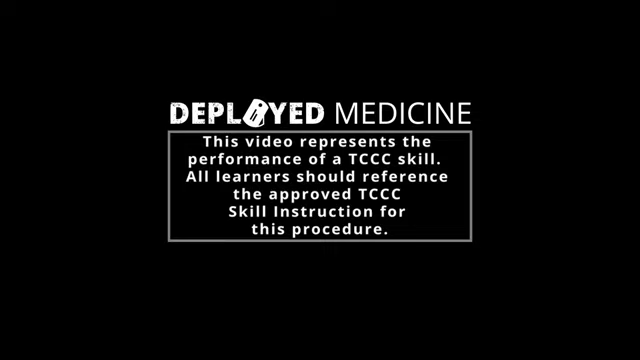 DEPLOYED MEDICINE
This video represents the
performance of a TCCC skill.
All learners should reference
the approved TCCC
Skill Instruction for
this procedure.